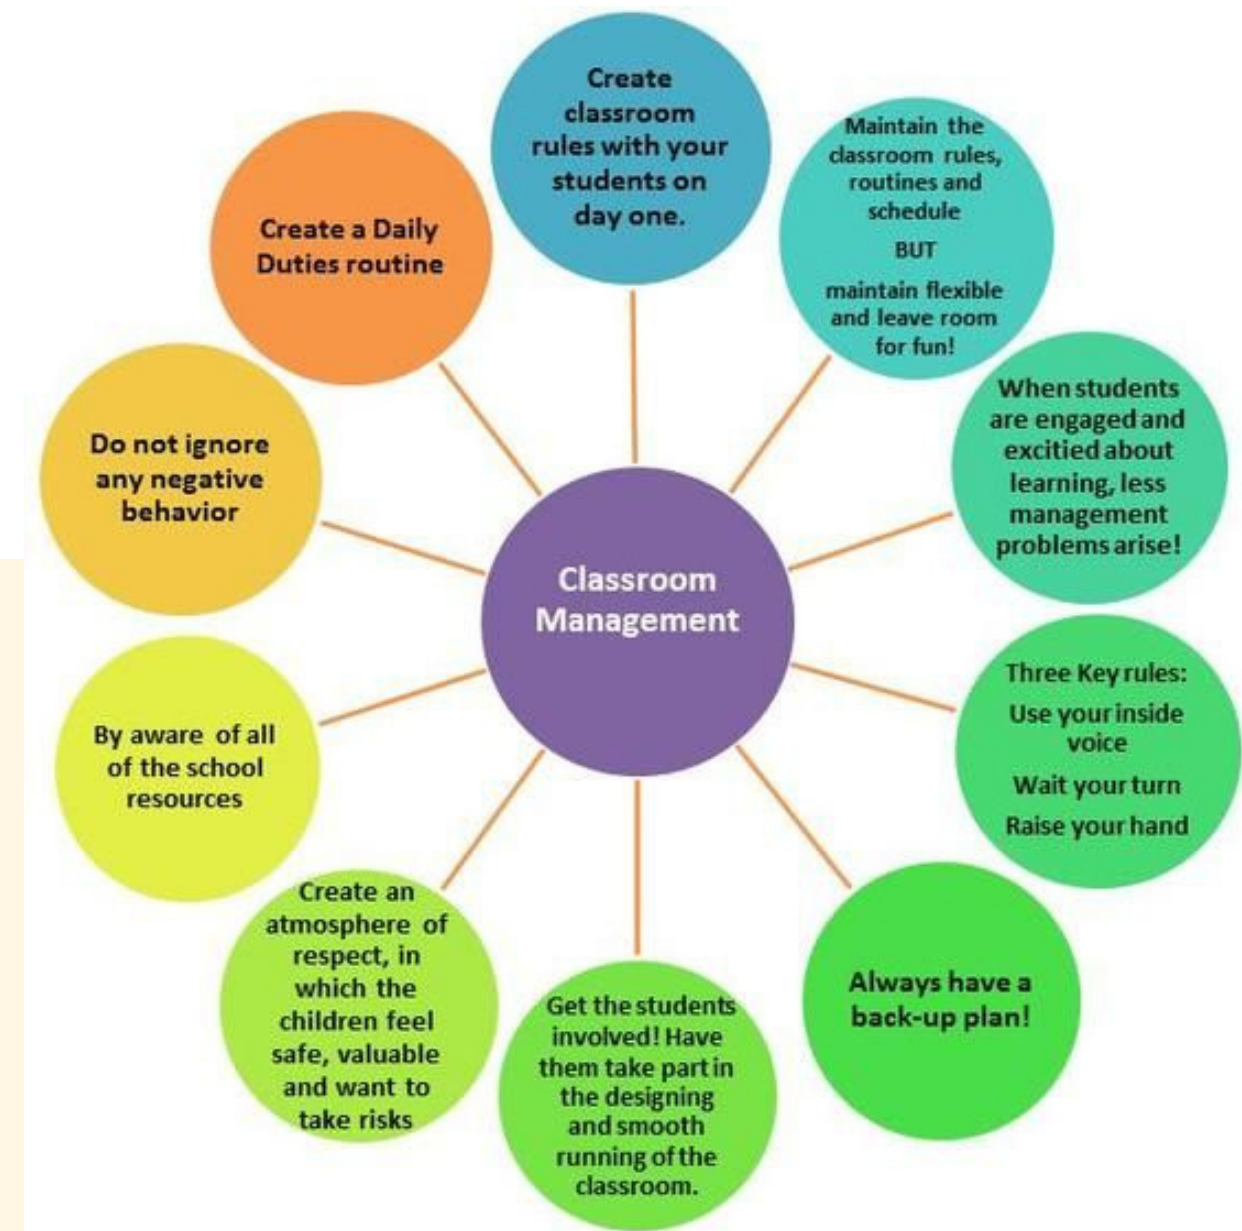 Create
classroom
rules with your
students on
day one.
Maintain the
classroom rules,
routines and
schedule
BUT
maintain flexible
and leave room
for fun!
When students
are engaged and
excitied about
learning, less
management
problems arise!
Three Key rules:
Use your inside
voice
Wait your turn
Raise your hand
Always have a
back-up plan!
Get the students
involved! Have
them take part in
the designing
and smooth
running of the
classroom.
Create an
atmosphere of
respect, in
which the
children feel
safe, valuable
and want to
take risks
By aware of all
of the school
resources
Do not ignore
any negative
behavior
Create a Daily
Duties routine
Classroom
Management